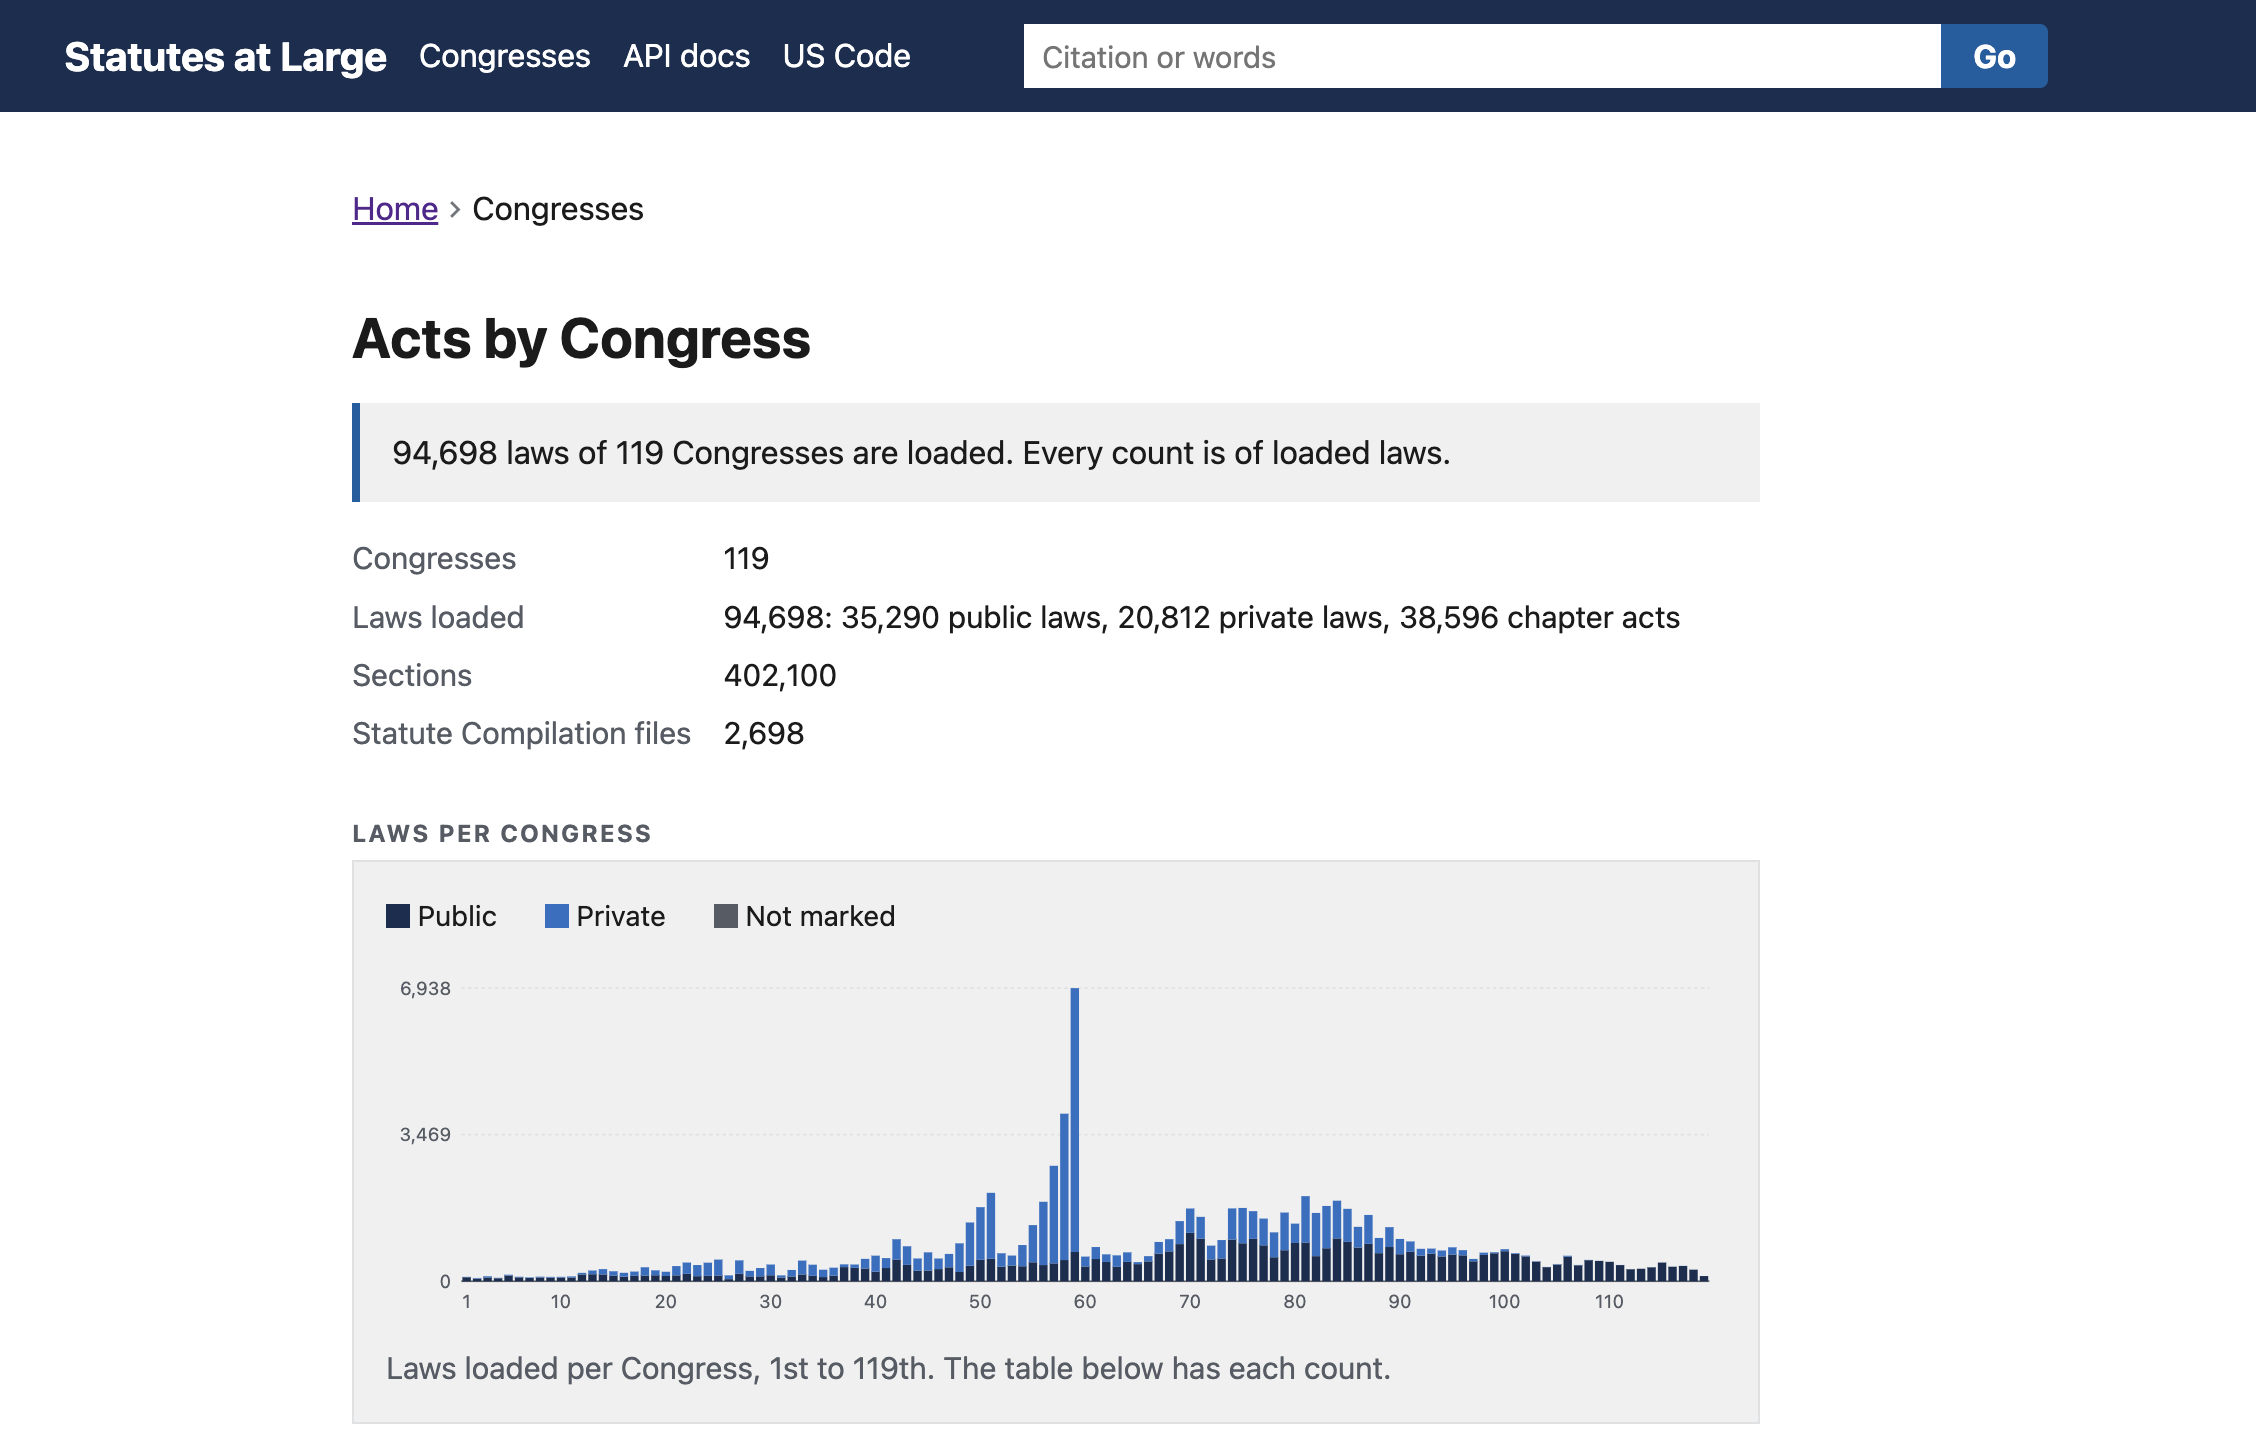 Statutes at Large Congresses API docs US Code Citation or words Go
Home > Congresses
Acts by Congress
94,698 laws of 119 Congresses are loaded. Every count is of loaded laws.
Congresses 119
Laws loaded 94,698: 35,290 public laws, 20,812 private laws, 38,596 chapter acts
Sections 402,100
Statute Compilation files 2,698
LAWS PER CONGRESS
Public Private Not marked
6,938
3,469
0
1 10 20 30 40 50 60 70 80 90 100 110
Laws loaded per Congress, 1st to 119th. The table below has each count.